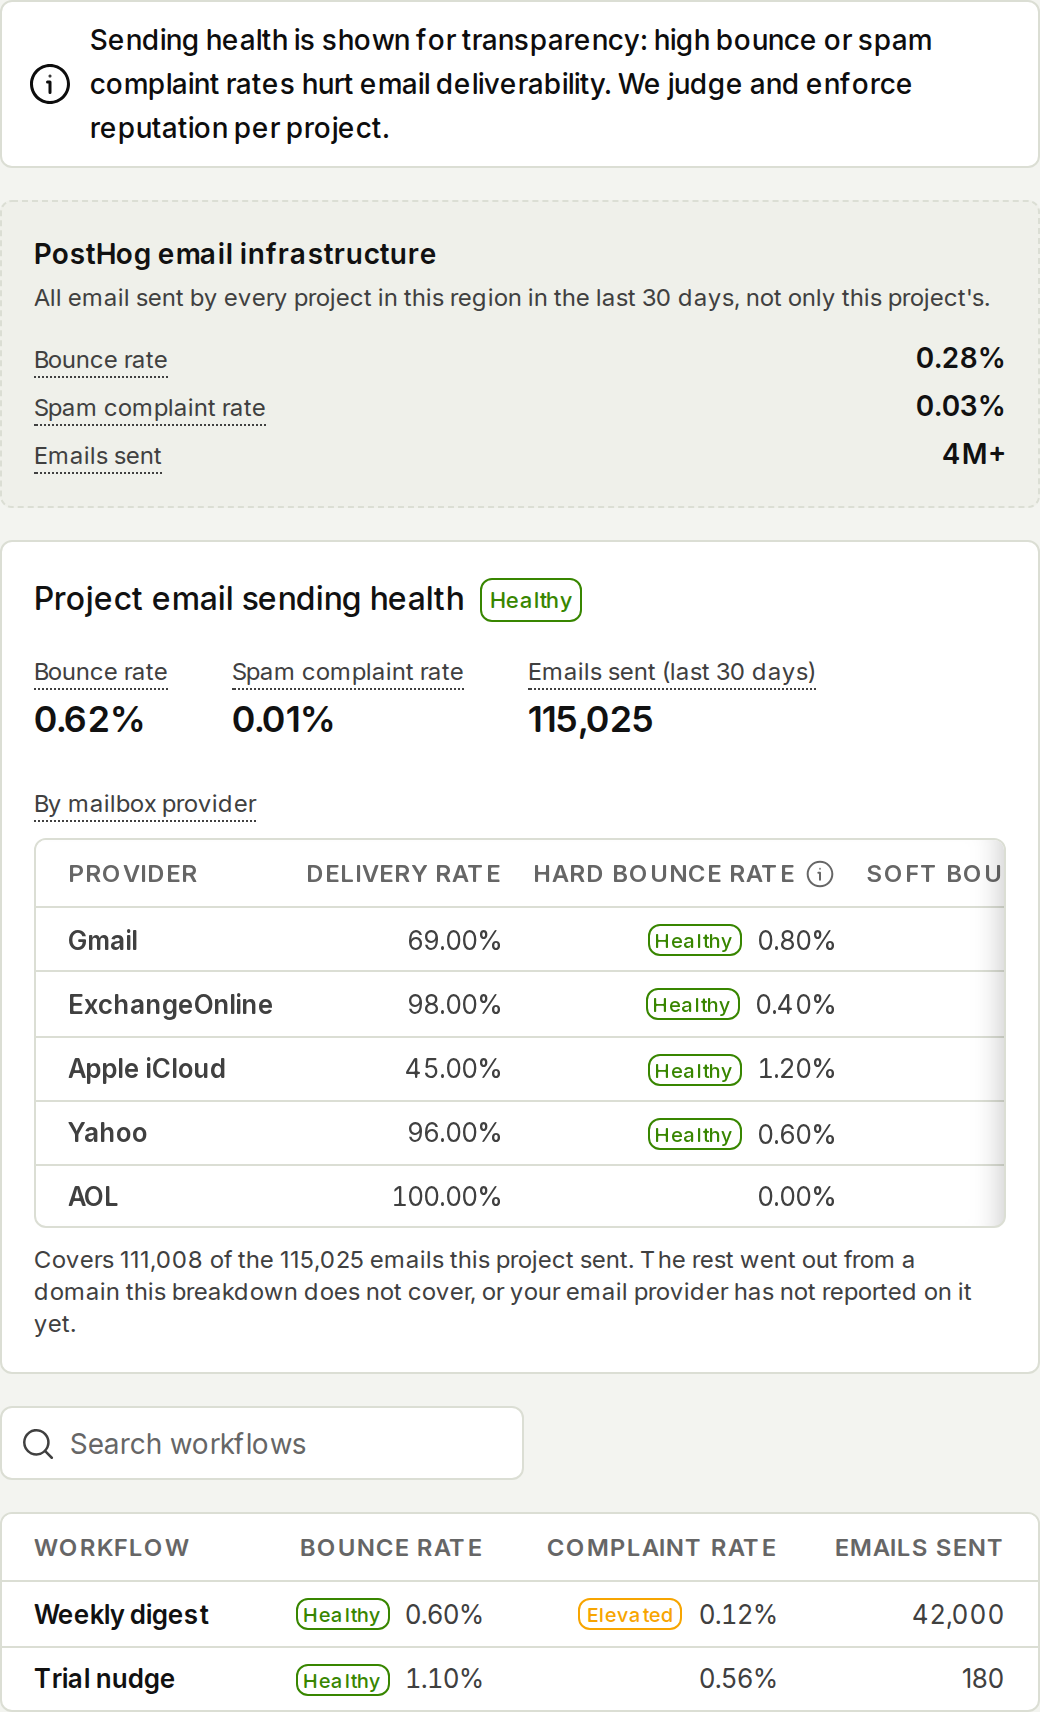 Sending health is shown for transparency: high bounce or spam
complaint rates hurt email deliverability. We judge and enforce
reputation per project.
PostHog email infrastructure
All email sent by every project in this region in the last 30 days, not only this project's.
Bounce rate 0.28%
Spam complaint rate 0.03%
Emails sent 4M+
Project email sending health Healthy
Bounce rate Spam complaint rate Emails sent (last 30 days)
0.62% 0.01% 115,025
By mailbox provider
PROVIDER DELIVERY RATE HARD BOUNCE RATE SOFT BOU
Gmail 69.00% Healthy 0.80%
ExchangeOnline 98.00% Healthy 0.40%
Apple iCloud 45.00% Healthy 1.20%
Yahoo 96.00% Healthy 0.60%
AOL 100.00% 0.00%
Covers 111,008 of the 115,025 emails this project sent. The rest went out from a
domain this breakdown does not cover, or your email provider has not reported on it
yet.
Search workflows
WORKFLOW BOUNCE RATE COMPLAINT RATE EMAILS SENT
Weekly digest Healthy 0.60% Elevated 0.12% 42,000
Trial nudge Healthy 1.10% 0.56% 180